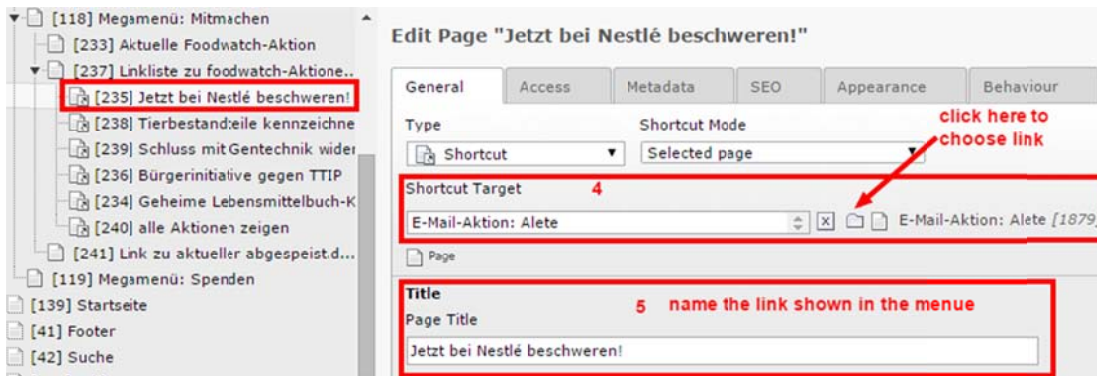 [118] Megamenü: Mitmachen
[233] Aktuelle Foodwatch-Aktion
[237] Linkliste zu foodwatch-Aktione..
[235] Jetzt bei Nestlé beschweren!
[238] Tierbestandteile kennzeichne
[239] Schluss mit Gentechnik wider
[236] Bürgerinitiative gegen TTIP
[234] Geheime Lebensmittelbuch-K
[240] alle Aktionen zeigen
[241] Link zu aktueller abgespeist.d...
[119] Megamenü: Spenden
[139] Startseite
[41] Footer
[42] Suche
Edit Page "Jetzt bei Nestlé beschweren!"
General Access Metadata SEO Appearance Behaviour
click here to
choose link
Type Shortcut Mode
Shortcut Selected page
Shortcut Target 4
E-Mail-Aktion: Alete x E-Mail-Aktion: Alete [1879]
Page
Title
5 name the link shown in the menue
Page Title
Jetzt bei Nestlé beschweren!